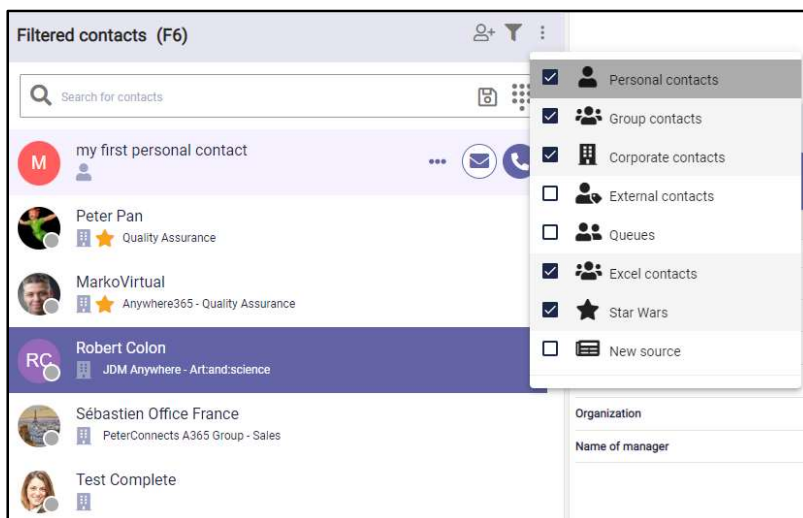 Filtered contacts (F6)
Search for contacts
M
my first personal contact
Peter Pan
Quality Assurance
MarkoVirtual
Anywhere365 - Quality Assurance
RC
Robert Colon
JDM Anywhere - Art:and:science
Sébastien Office France
PeterConnects A365 Group - Sales
Test Complete
Personal contacts
Group contacts
Corporate contacts
External contacts
Queues
Excel contacts
Star Wars
New source
Organization
Name of manager